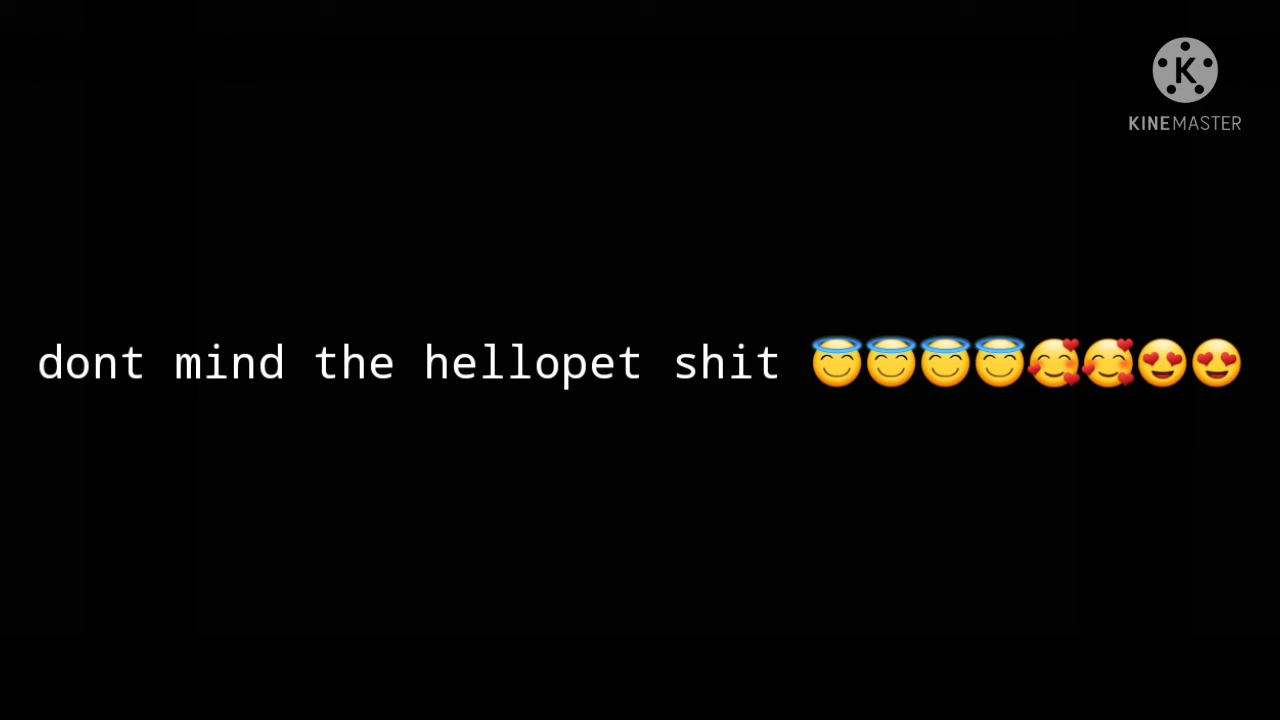 K
KINEMASTER
dont mind the hellopet shit 😇😇😇😇🥰🥰😍😍